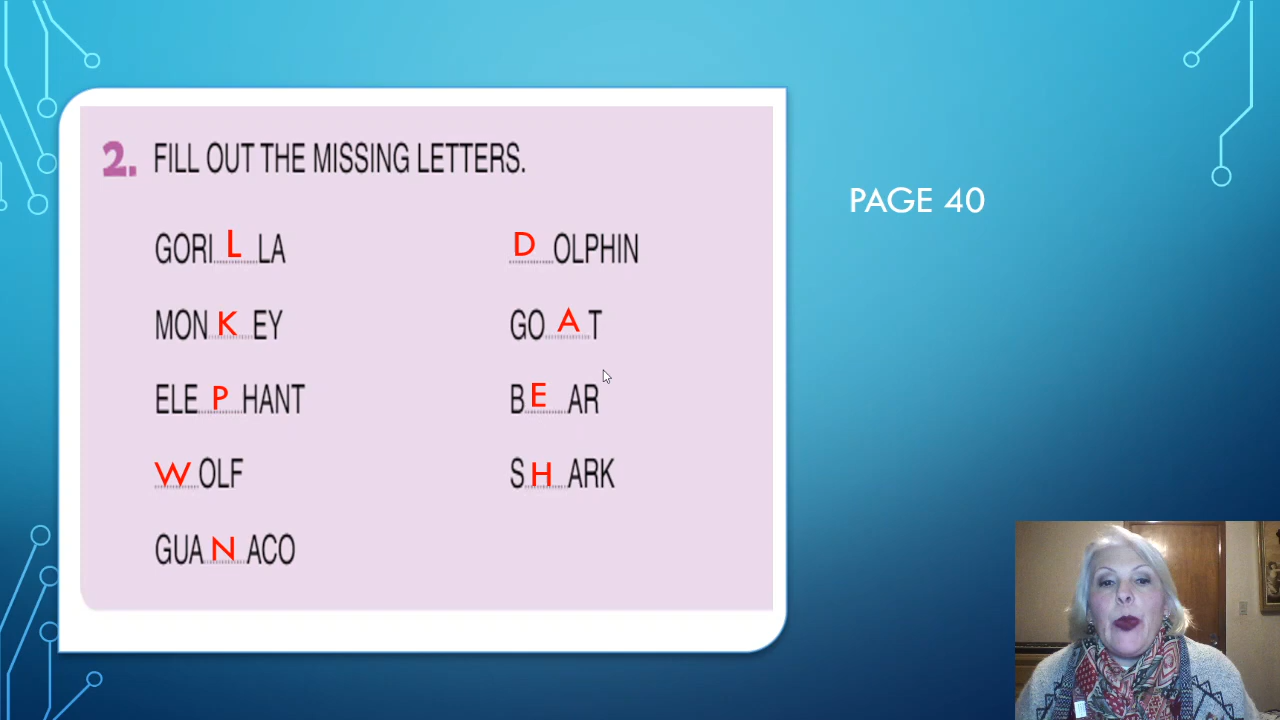 2. FILL OUT THE MISSING LETTERS.
GORI L LA
MON K EY
ELE P HANT
W OLF
GUA N ACO
D OLPHIN
GO A T
B E AR
S H ARK
PAGE 40